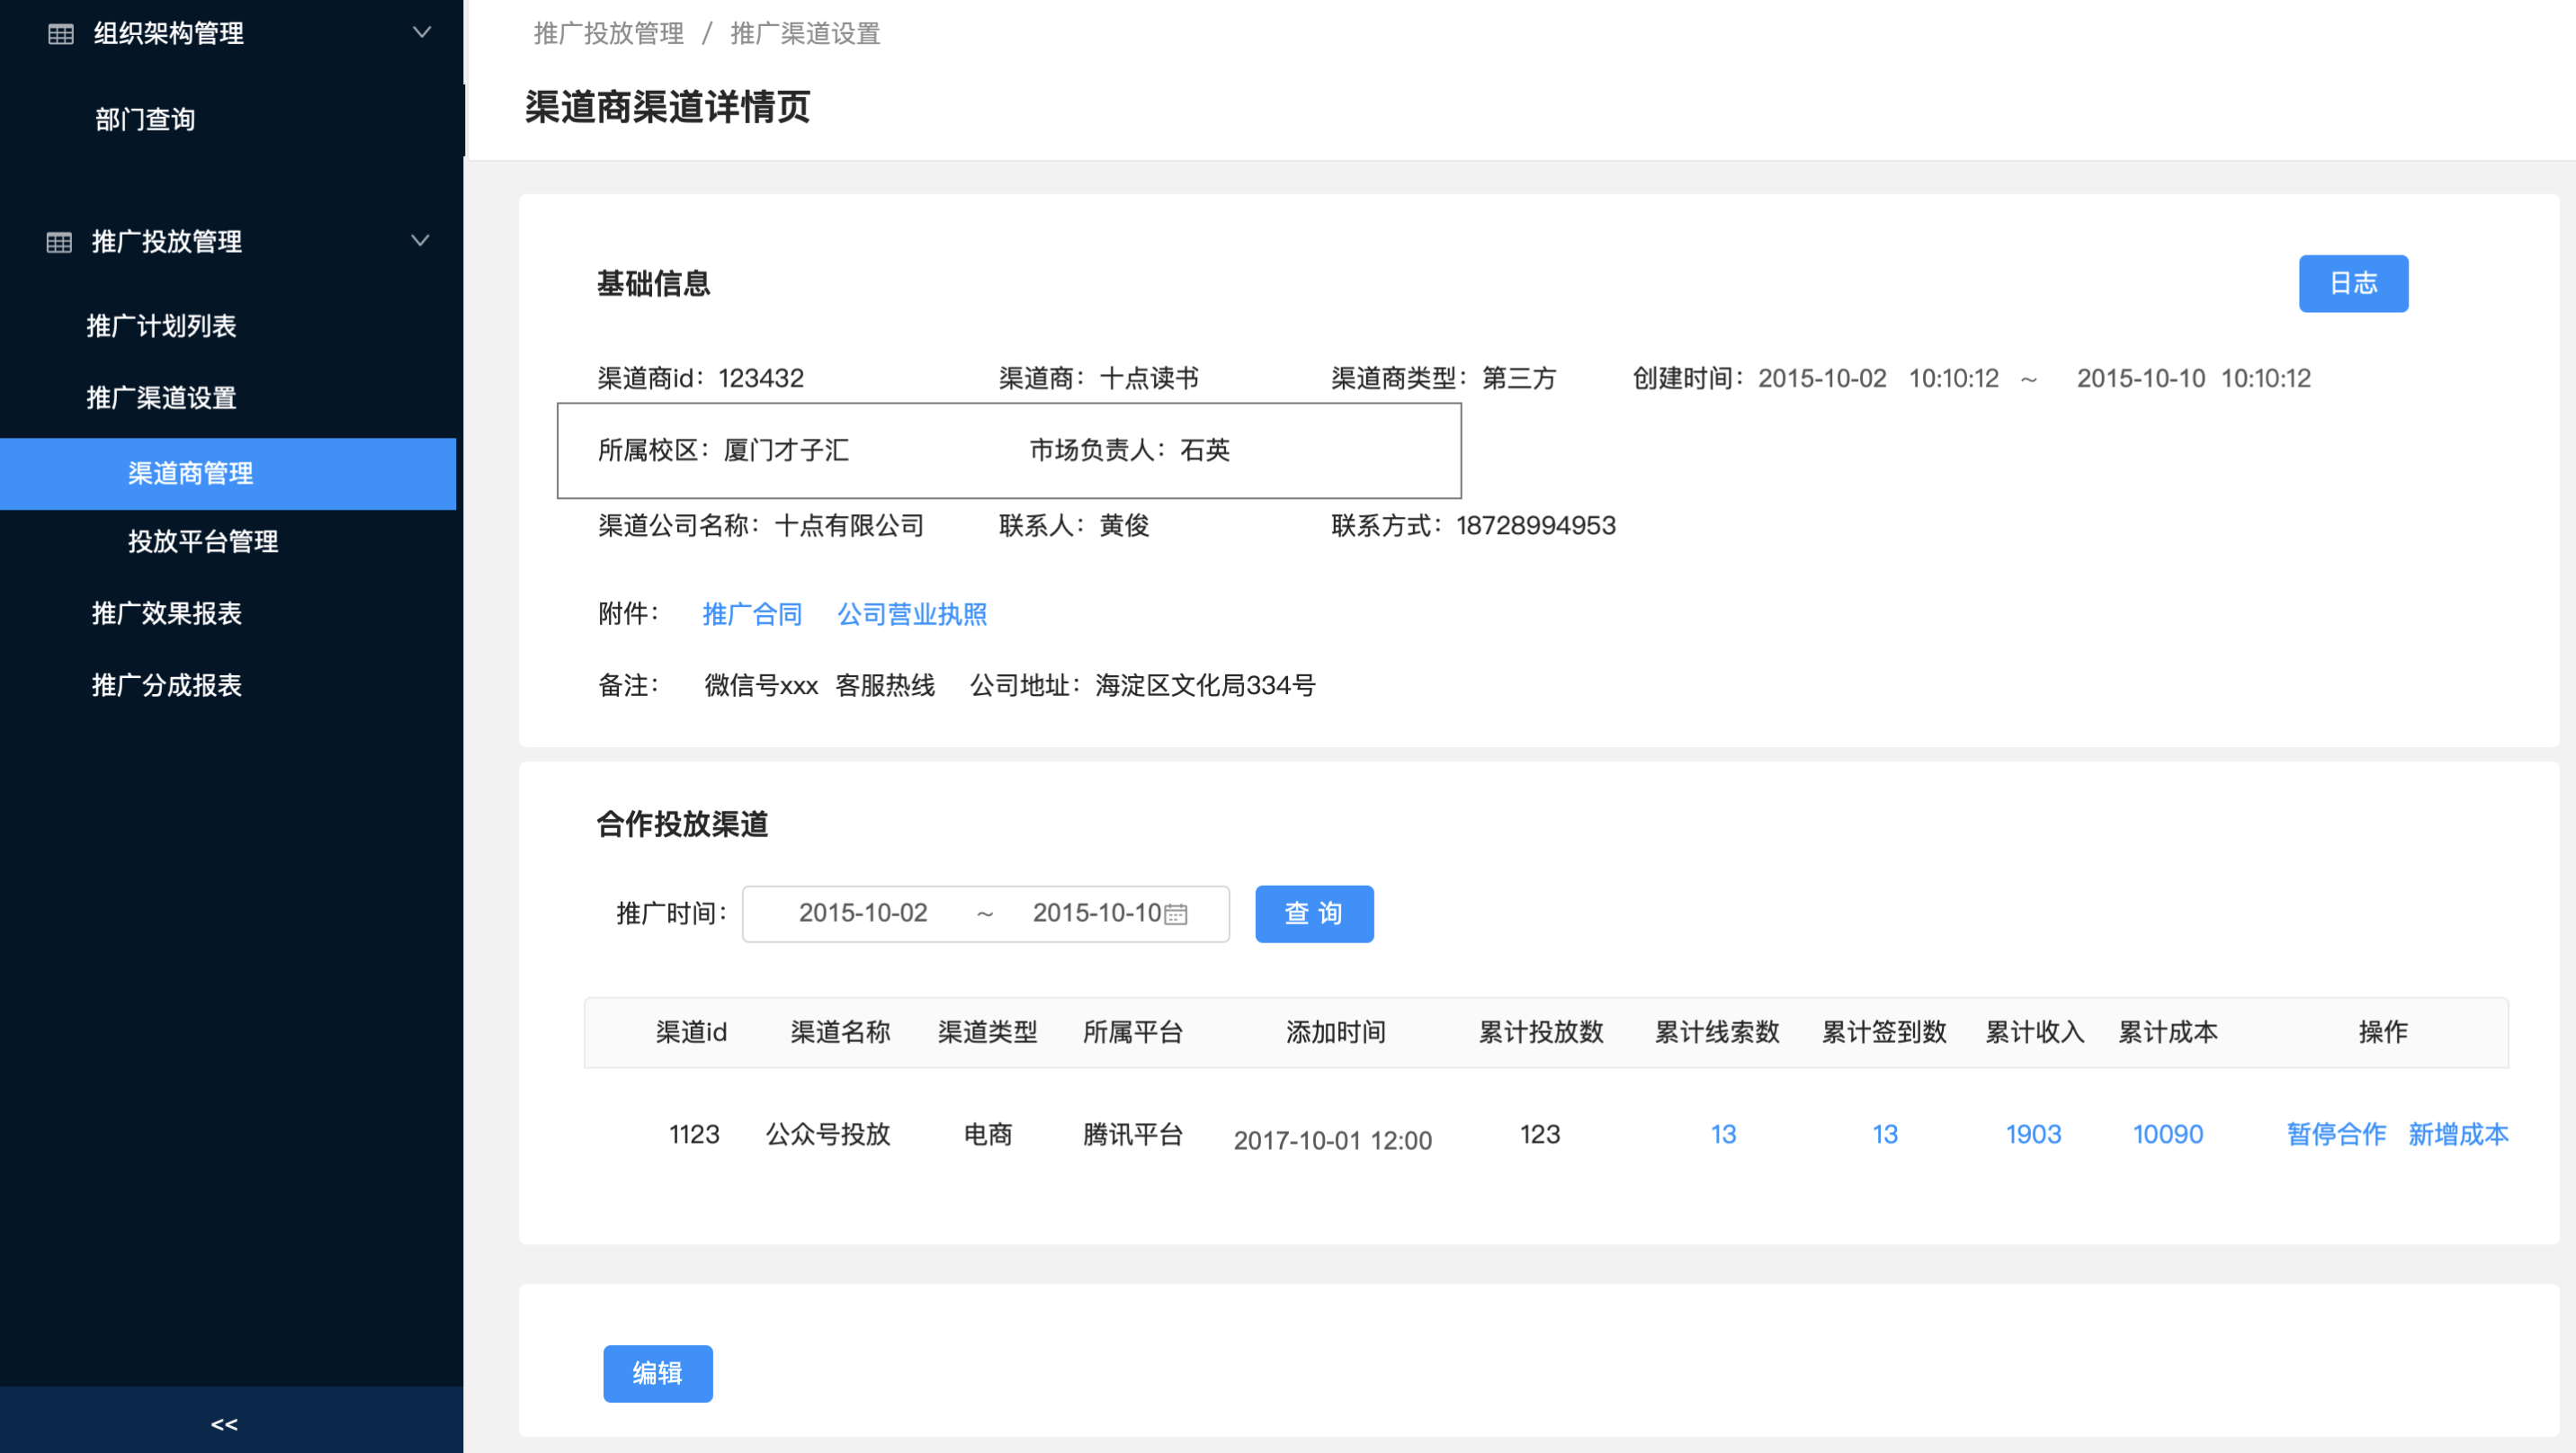 组织架构管理
部门查询
推广投放管理
推广计划列表
推广渠道设置
渠道商管理
投放平台管理
推广效果报表
推广分成报表
<<
推广投放管理 / 推广渠道设置
渠道商渠道详情页
基础信息
日志
渠道商id：123432 渠道商：十点读书 渠道商类型：第三方 创建时间：2015-10-02 10:10:12 ~ 2015-10-10 10:10:12
所属校区：厦门才子汇 市场负责人：石英
渠道公司名称：十点有限公司 联系人：黄俊 联系方式：18728994953
附件： 推广合同 公司营业执照
备注： 微信号xxx 客服热线 公司地址：海淀区文化局334号
合作投放渠道
推广时间： 2015-10-02 ~ 2015-10-10 查 询
渠道id 渠道名称 渠道类型 所属平台 添加时间 累计投放数 累计线索数 累计签到数 累计收入 累计成本 操作
1123 公众号投放 电商 腾讯平台 2017-10-01 12:00 123 13 13 1903 10090 暂停合作 新增成本
编辑